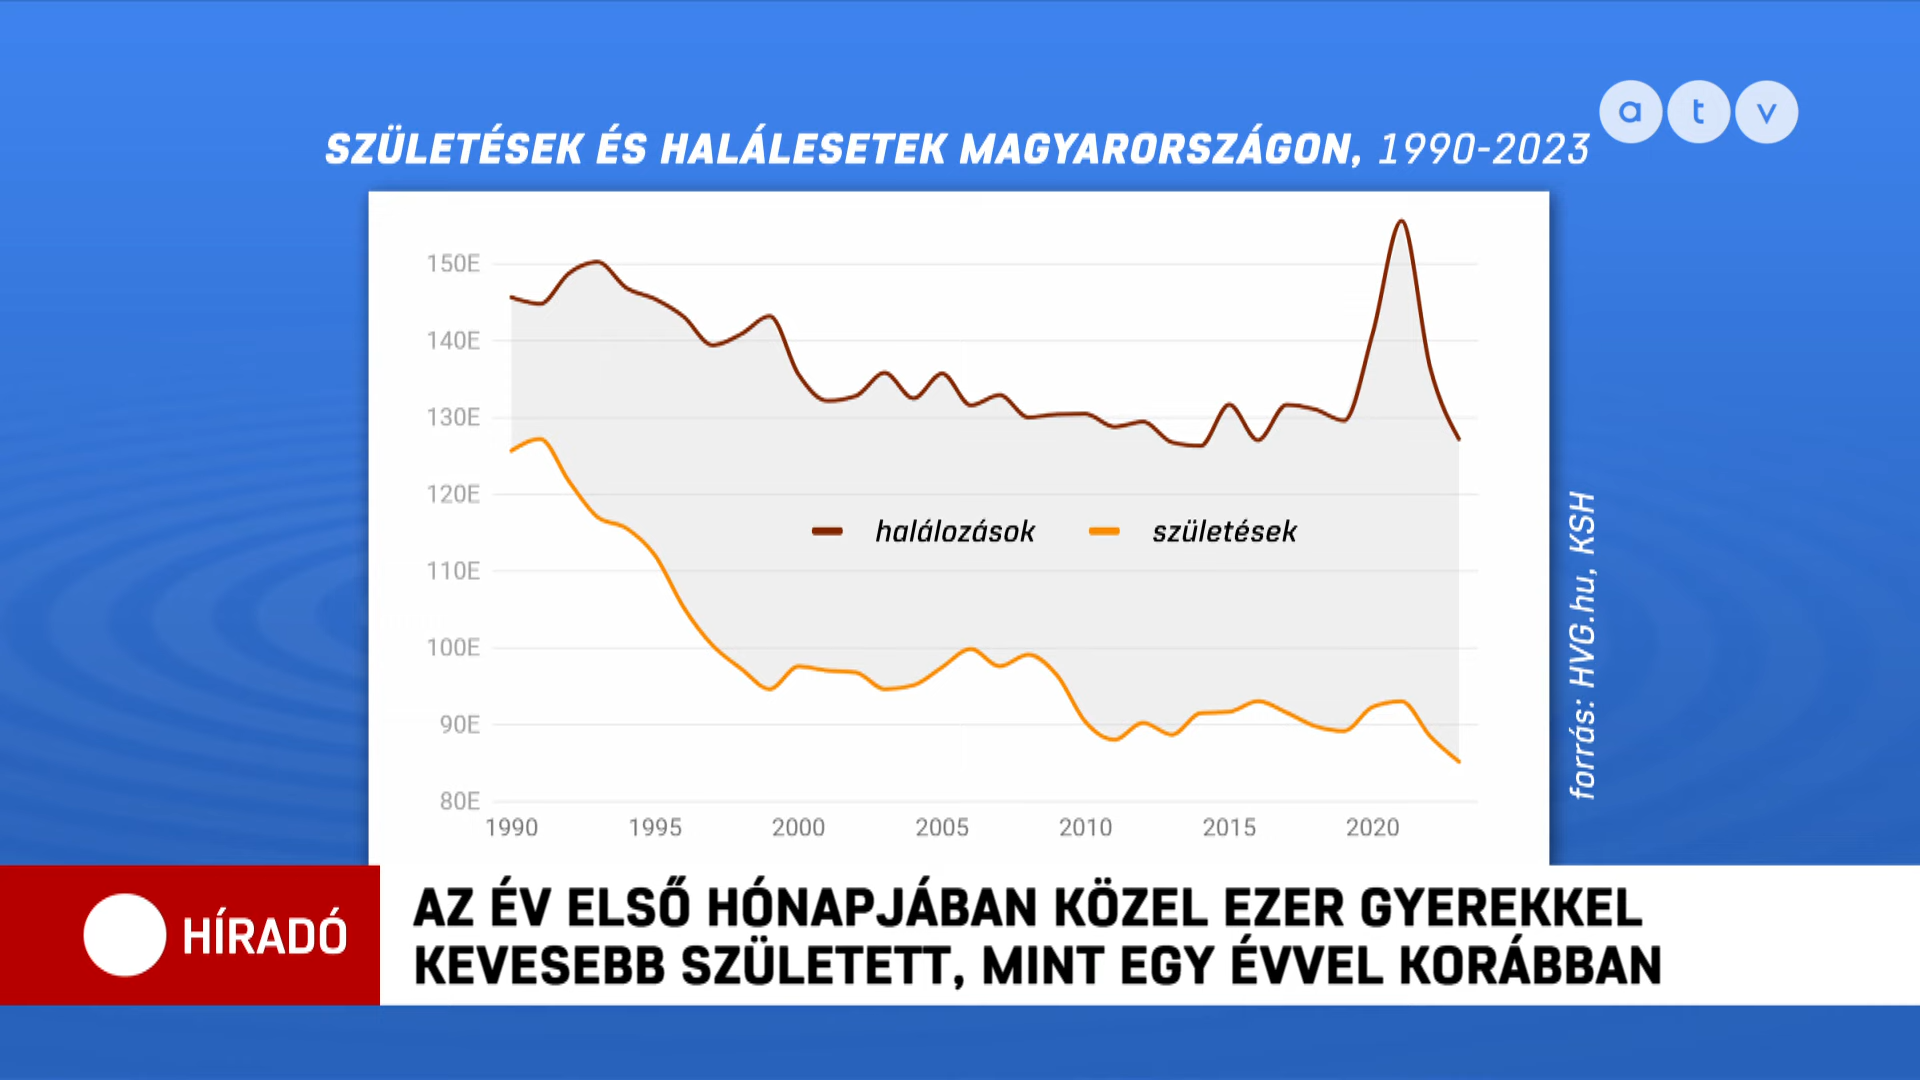 a t v
SZÜLETÉSEK ÉS HALÁLESETEK MAGYARORSZÁGON, 1990-2023
150E
140E
130E
120E
110E
100E
90E
80E
halálozások születések
1990 1995 2000 2005 2010 2015 2020
forrás: HVG.hu, KSH
HÍRADÓ
AZ ÉV ELSŐ HÓNAPJÁBAN KÖZEL EZER GYEREKKEL
KEVESEBB SZÜLETETT, MINT EGY ÉVVEL KORÁBBAN